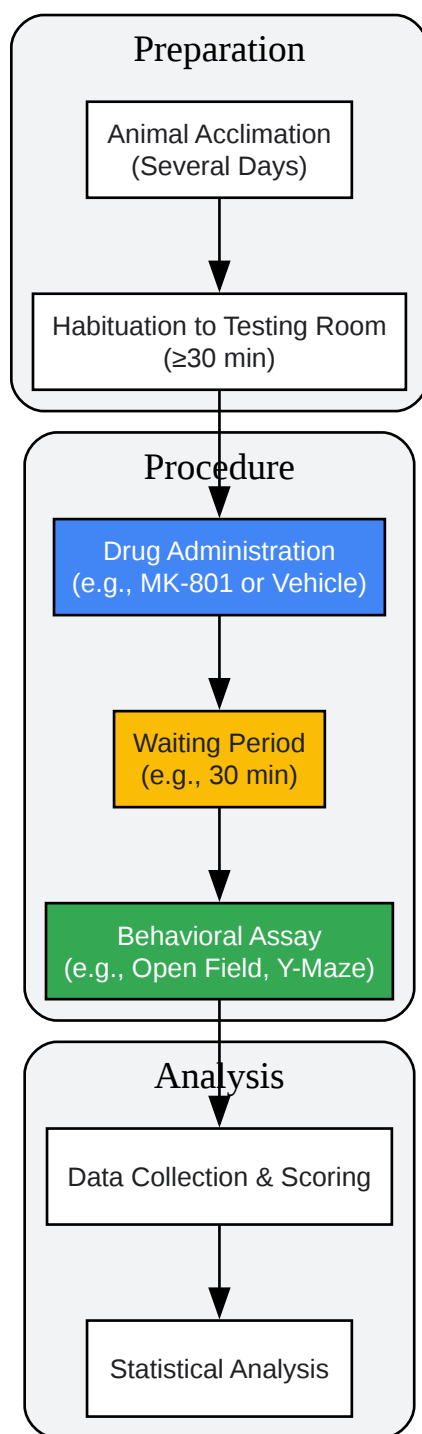 Preparation
Animal Acclimation
(Several Days)
Habituation to Testing Room
(≥30 min)
Procedure
Drug Administration
(e.g., MK-801 or Vehicle)
Waiting Period
(e.g., 30 min)
Behavioral Assay
(e.g., Open Field, Y-Maze)
Analysis
Data Collection & Scoring
Statistical Analysis